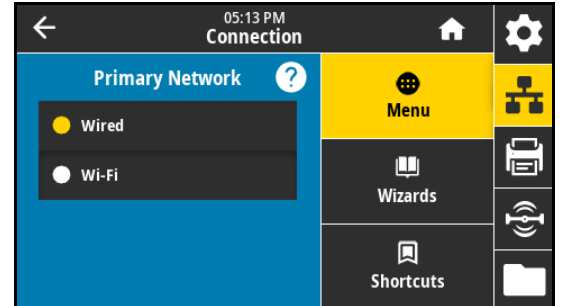 05:13 PM
Connection
Primary Network ?
Wired
Wi-Fi
Menu
Wizards
Shortcuts